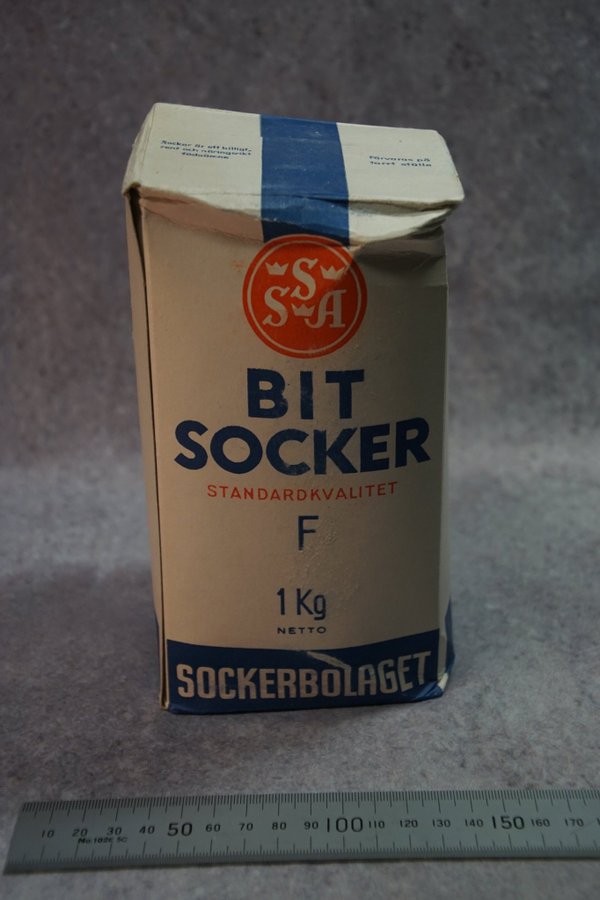 Socker är ett billigt,
rent och näringsrikt
födoämne
Förvaras på
torrt ställe
S
S A
BIT
SOCKER
STANDARDKVALITET
F
1 Kg
NETTO
SOCKERBOLAGET
10 20 30 40 50 60 70 80 90 100 110 120 130 140 150 160 170